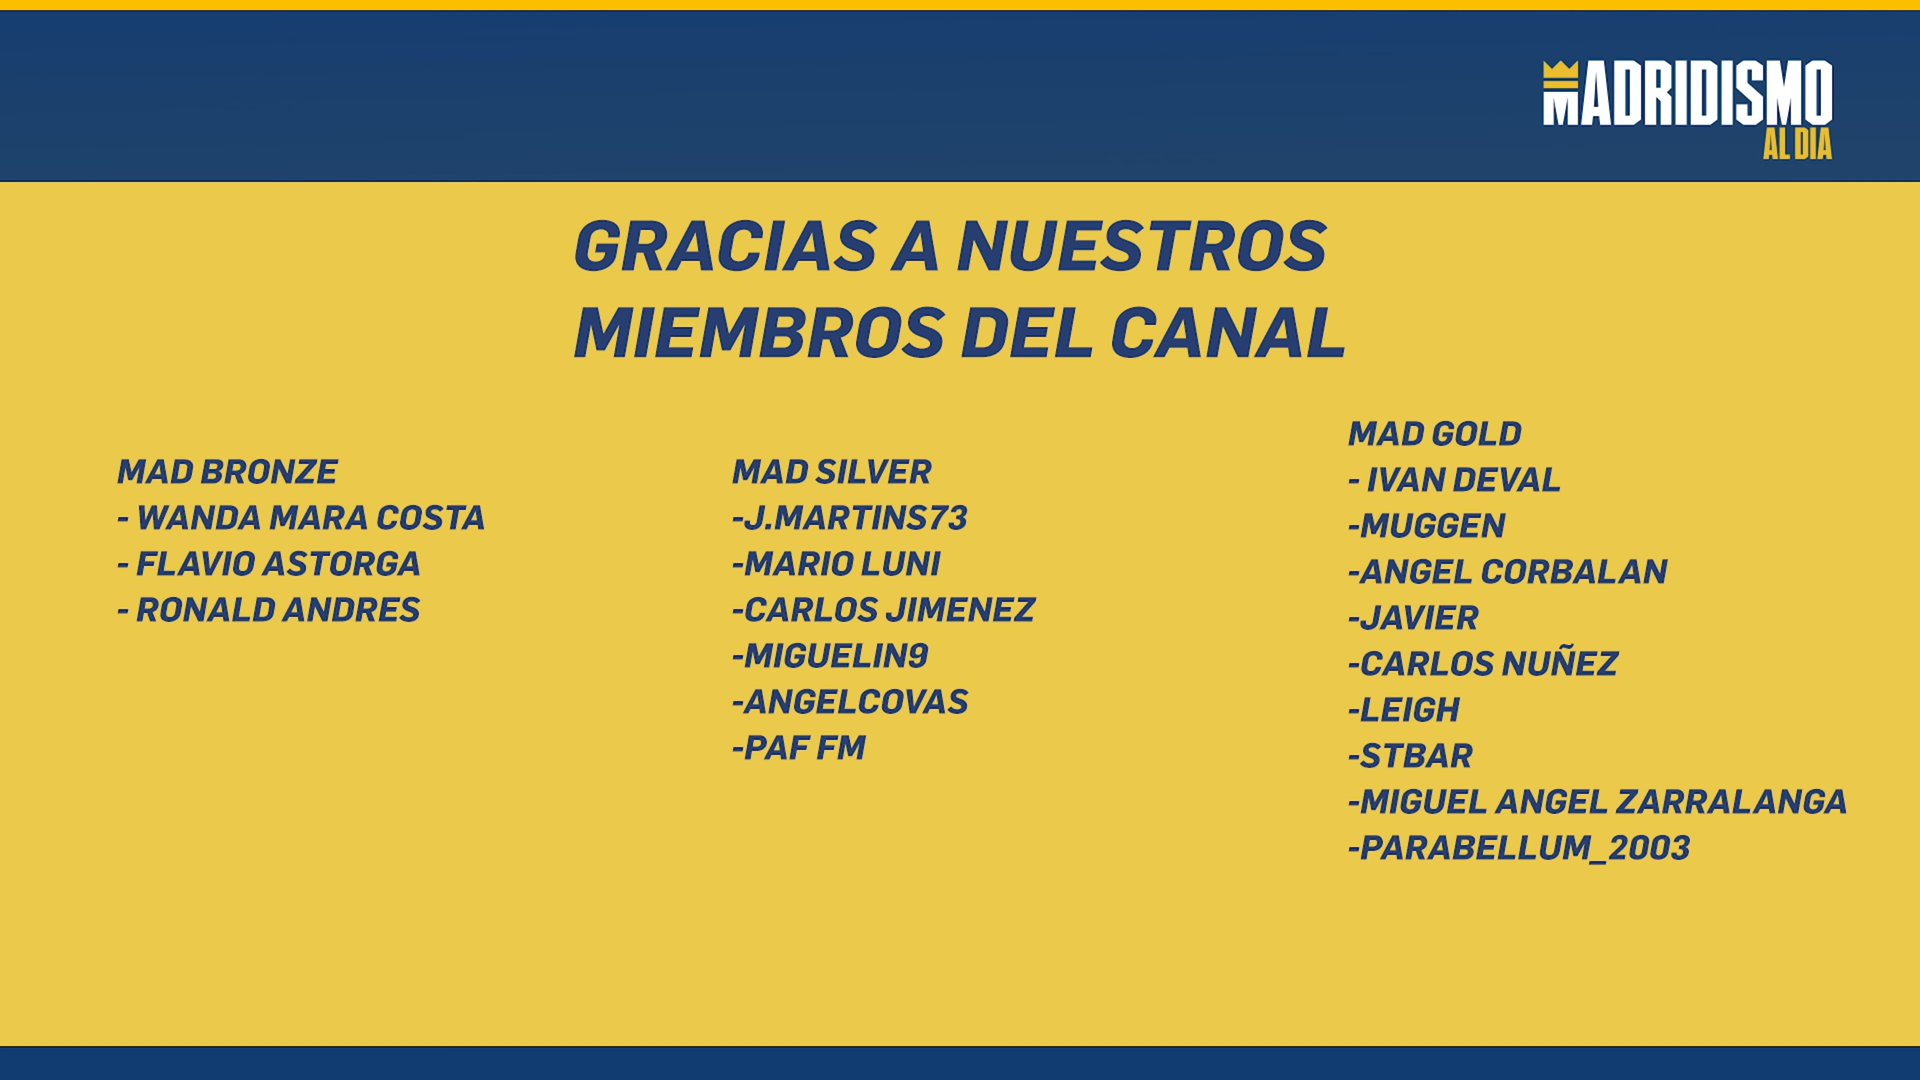 MADRIDISMO
AL DIA
GRACIAS A NUESTROS
MIEMBROS DEL CANAL
MAD BRONZE
- WANDA MARA COSTA
- FLAVIO ASTORGA
- RONALD ANDRES
MAD SILVER
-J.MARTINS73
-MARIO LUNI
-CARLOS JIMENEZ
-MIGUELIN9
-ANGELCOVAS
-PAF FM
MAD GOLD
- IVAN DEVAL
-MUGGEN
-ANGEL CORBALAN
-JAVIER
-CARLOS NUÑEZ
-LEIGH
-STBAR
-MIGUEL ANGEL ZARRALANGA
-PARABELLUM_2003